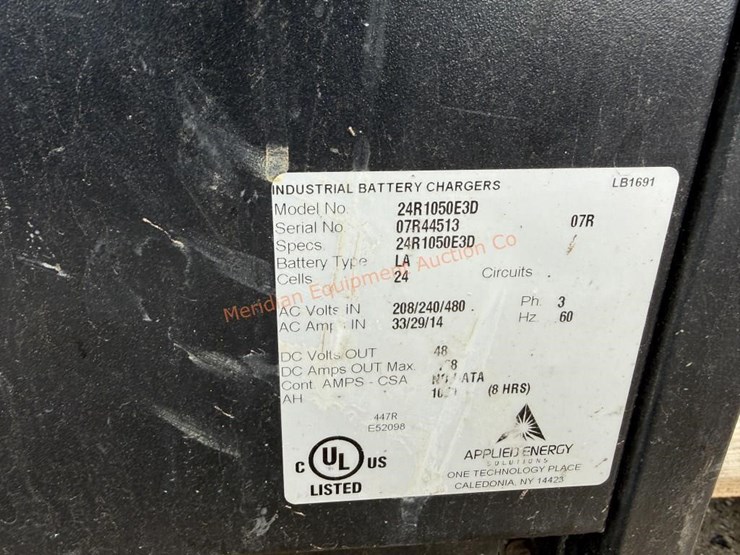 INDUSTRIAL BATTERY CHARGERS LB1691
Model No. 24R1050E3D
Serial No 07R44513 07R
Specs 24R1050E3D
Battery Type LA
Cells 24 Circuits
AC Volts IN 208/240/480 Ph. 3
AC Amps IN 33/29/14 Hz 60
DC Volts OUT 48
DC Amps OUT Max.
Cont. AMPS - CSA
AH (8 HRS)
447R
E52098
C UL US
LISTED
APPLIED ENERGY
SOLUTIONS
ONE TECHNOLOGY PLACE
CALEDONIA, NY 14423
Meridian Equipment Auction Co